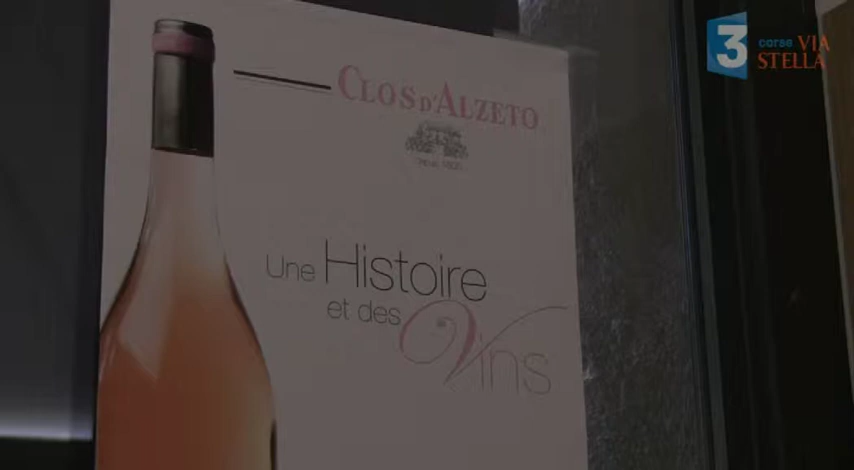 3 corse VIA
STELLA
CLOS D'ALZETO
Une Histoire
et des
Vins